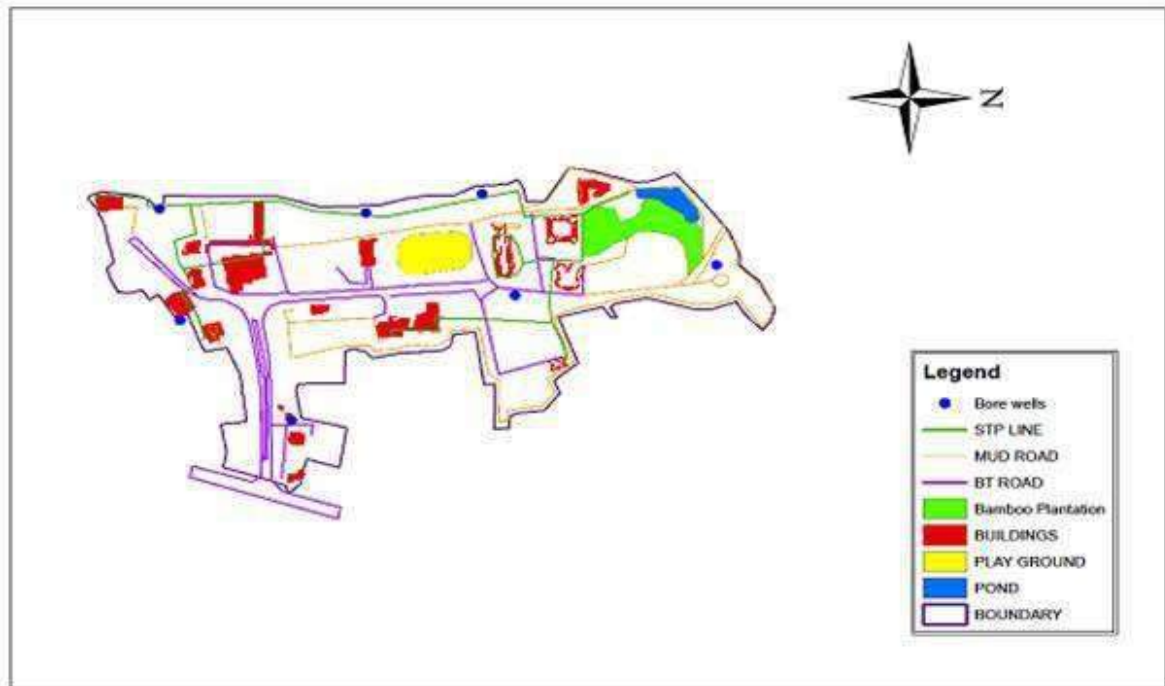 N
Legend
Bore wells
STP LINE
MUD ROAD
BT ROAD
Bamboo Plantation
BUILDINGS
PLAY GROUND
POND
BOUNDARY